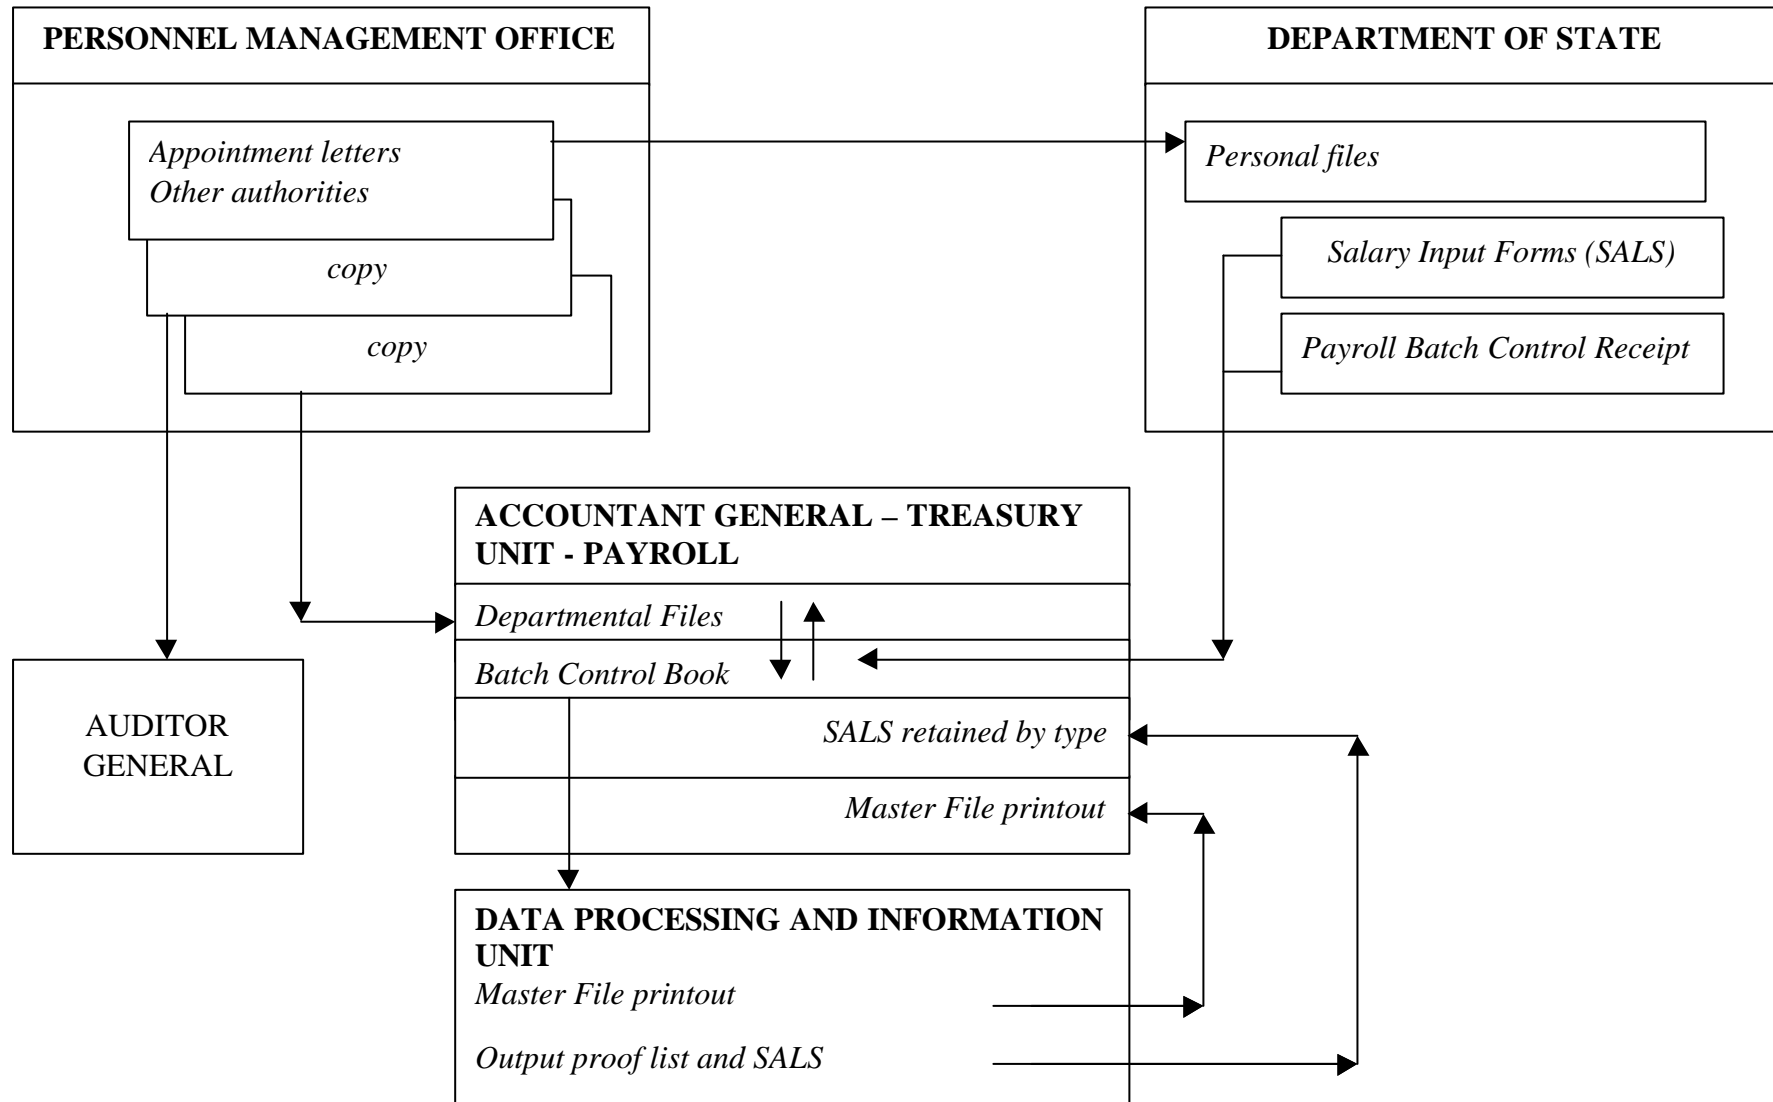 PERSONNEL MANAGEMENT OFFICE
Appointment letters
Other authorities
copy
copy
DEPARTMENT OF STATE
Personal files
Salary Input Forms (SALS)
Payroll Batch Control Receipt
ACCOUNTANT GENERAL – TREASURY
UNIT - PAYROLL
Departmental Files
Batch Control Book
SALS retained by type
Master File printout
AUDITOR
GENERAL
DATA PROCESSING AND INFORMATION
UNIT
Master File printout
Output proof list and SALS